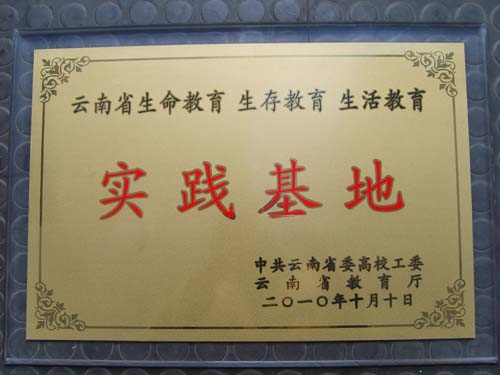 云南省生命教育 生存教育 生活教育
实践基地
中共云南省委高校工委
云南省教育厅
二〇一〇年十月十日